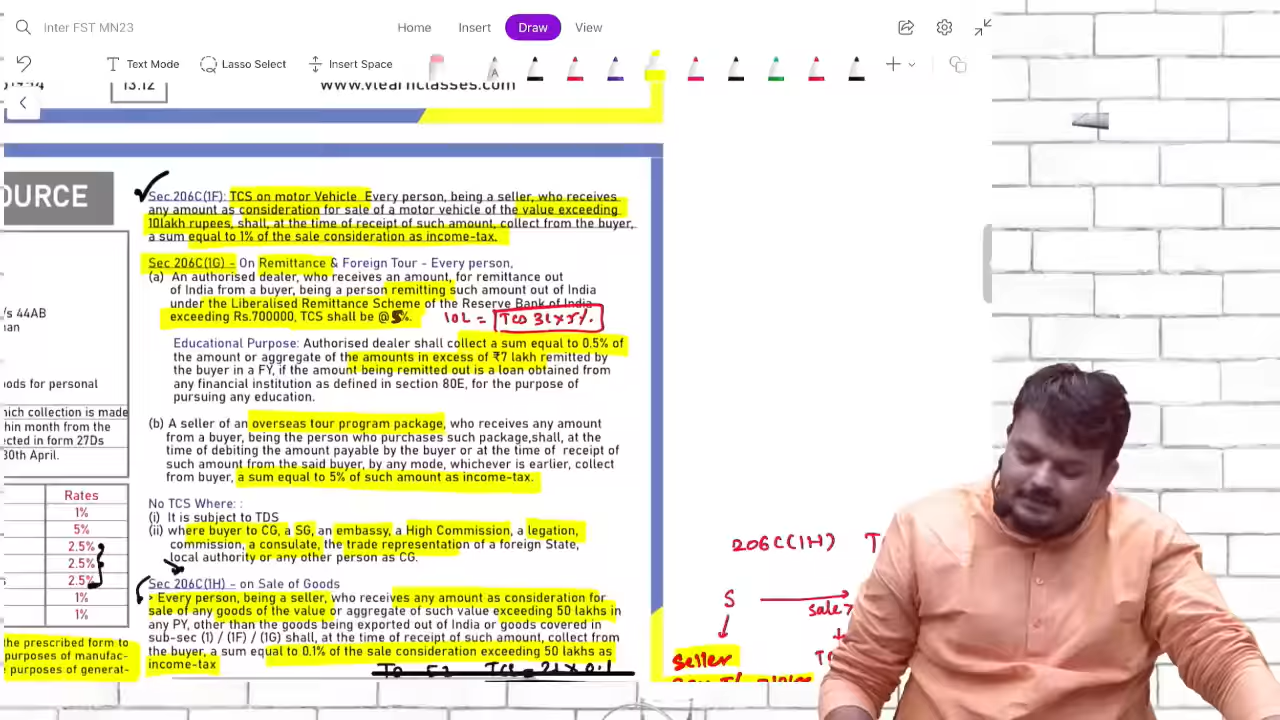 Inter FST MN23
Home Insert Draw View
Text Mode Lasso Select Insert Space
13.12 www.vlearnclasses.com
OURCE
/s 44AB
nan
oods for personal
hich collection is made
thin month from the
ected in form 27Ds
30th April.
Rates
1%
5%
2.5%
2.5%
2.5%
1%
1%
the prescribed form to
purposes of manufac-
e purposes of generat-
Sec.206C(1F): TCS on motor Vehicle Every person, being a seller, who receives
any amount as consideration for sale of a motor vehicle of the value exceeding
10lakh rupees, shall, at the time of receipt of such amount, collect from the buyer,
a sum equal to 1% of the sale consideration as income-tax.
Sec 206C(1G) - On Remittance & Foreign Tour - Every person,
(a) An authorised dealer, who receives an amount, for remittance out
of India from a buyer, being a person remitting such amount out of India
under the Liberalised Remittance Scheme of the Reserve Bank of India
exceeding Rs.700000, TCS shall be @5%.
10L = TCS 3L x 5%
Educational Purpose: Authorised dealer shall collect a sum equal to 0.5% of
the amount or aggregate of the amounts in excess of ₹7 lakh remitted by
the buyer in a FY, if the amount being remitted out is a loan obtained from
any financial institution as defined in section 80E, for the purpose of
pursuing any education.
(b) A seller of an overseas tour program package, who receives any amount
from a buyer, being the person who purchases such package,shall, at the
time of debiting the amount payable by the buyer or at the time of receipt of
such amount from the said buyer, by any mode, whichever is earlier, collect
from buyer, a sum equal to 5% of such amount as income-tax.
No TCS Where: :
(i) It is subject to TDS
(ii) where buyer to CG, a SG, an embassy, a High Commission, a legation,
commission, a consulate, the trade representation of a foreign State,
local authority or any other person as CG.
Sec 206C(1H) - on Sale of Goods
> Every person, being a seller, who receives any amount as consideration for
sale of any goods of the value or aggregate of such value exceeding 50 lakhs in
any PY, other than the goods being exported out of India or goods covered in
sub-sec (1) / (1F) / (1G) shall, at the time of receipt of such amount, collect from
the buyer, a sum equal to 0.1% of the sale consideration exceeding 50 lakhs as
income-tax
TCS = 2L x 0.1
206C(1H) T
S
sale
Seller